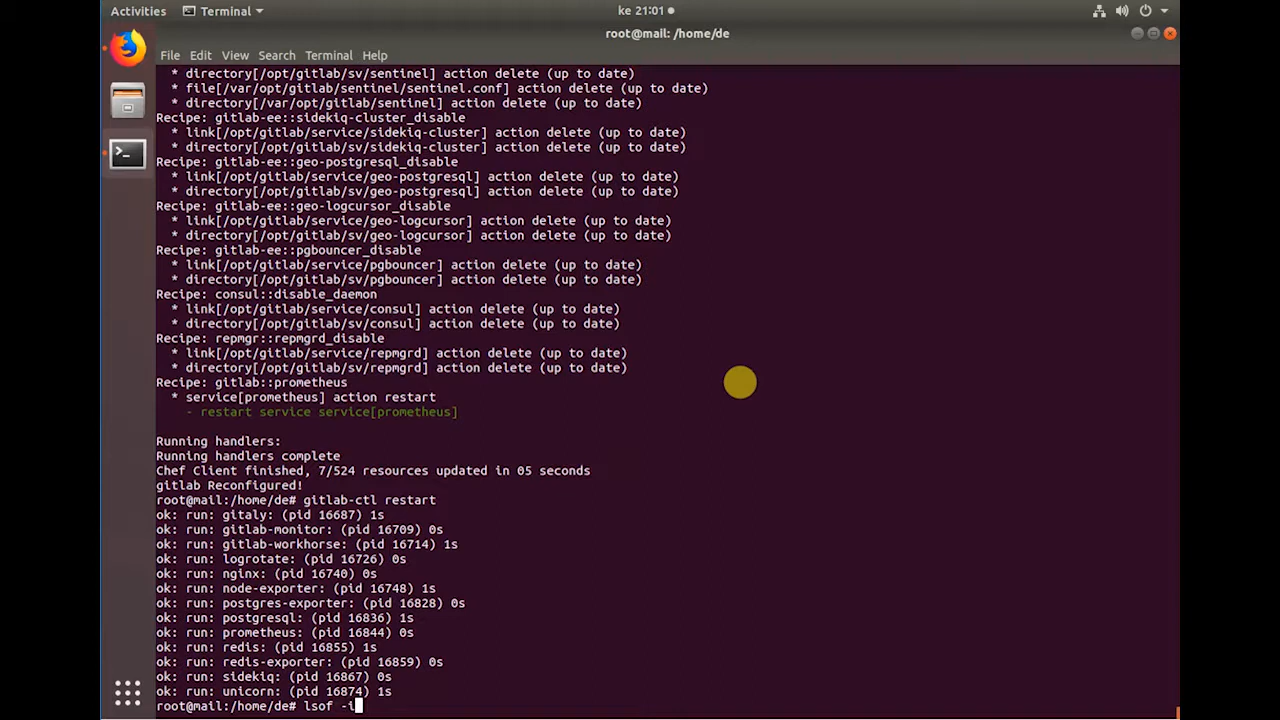 Activities
Terminal
ke 21:01
root@mail: /home/de
File Edit View Search Terminal Help
* directory[/opt/gitlab/sv/sentinel] action delete (up to date)
* file[/var/opt/gitlab/sentinel/sentinel.conf] action delete (up to date)
* directory[/var/opt/gitlab/sentinel] action delete (up to date)
Recipe: gitlab-ee::sidekiq-cluster_disable
* link[/opt/gitlab/service/sidekiq-cluster] action delete (up to date)
* directory[/opt/gitlab/sv/sidekiq-cluster] action delete (up to date)
Recipe: gitlab-ee::geo-postgresql_disable
* link[/opt/gitlab/service/geo-postgresql] action delete (up to date)
* directory[/opt/gitlab/sv/geo-postgresql] action delete (up to date)
Recipe: gitlab-ee::geo-logcursor_disable
* link[/opt/gitlab/service/geo-logcursor] action delete (up to date)
* directory[/opt/gitlab/sv/geo-logcursor] action delete (up to date)
Recipe: gitlab-ee::pgbouncer_disable
* link[/opt/gitlab/service/pgbouncer] action delete (up to date)
* directory[/opt/gitlab/sv/pgbouncer] action delete (up to date)
Recipe: consul::disable_daemon
* link[/opt/gitlab/service/consul] action delete (up to date)
* directory[/opt/gitlab/sv/consul] action delete (up to date)
Recipe: repmgr::repmgrd_disable
* link[/opt/gitlab/service/repmgrd] action delete (up to date)
* directory[/opt/gitlab/sv/repmgrd] action delete (up to date)
Recipe: gitlab::prometheus
* service[prometheus] action restart
- restart service service[prometheus]
Running handlers:
Running handlers complete
Chef Client finished, 7/524 resources updated in 05 seconds
gitlab Reconfigured!
root@mail:/home/de# gitlab-ctl restart
ok: run: gitaly: (pid 16687) 1s
ok: run: gitlab-monitor: (pid 16709) 0s
ok: run: gitlab-workhorse: (pid 16714) 1s
ok: run: logrotate: (pid 16726) 0s
ok: run: nginx: (pid 16740) 0s
ok: run: node-exporter: (pid 16748) 1s
ok: run: postgres-exporter: (pid 16828) 0s
ok: run: postgresql: (pid 16836) 1s
ok: run: prometheus: (pid 16844) 0s
ok: run: redis: (pid 16855) 1s
ok: run: redis-exporter: (pid 16859) 0s
ok: run: sidekiq: (pid 16867) 0s
ok: run: unicorn: (pid 16874) 1s
root@mail:/home/de# lsof -i